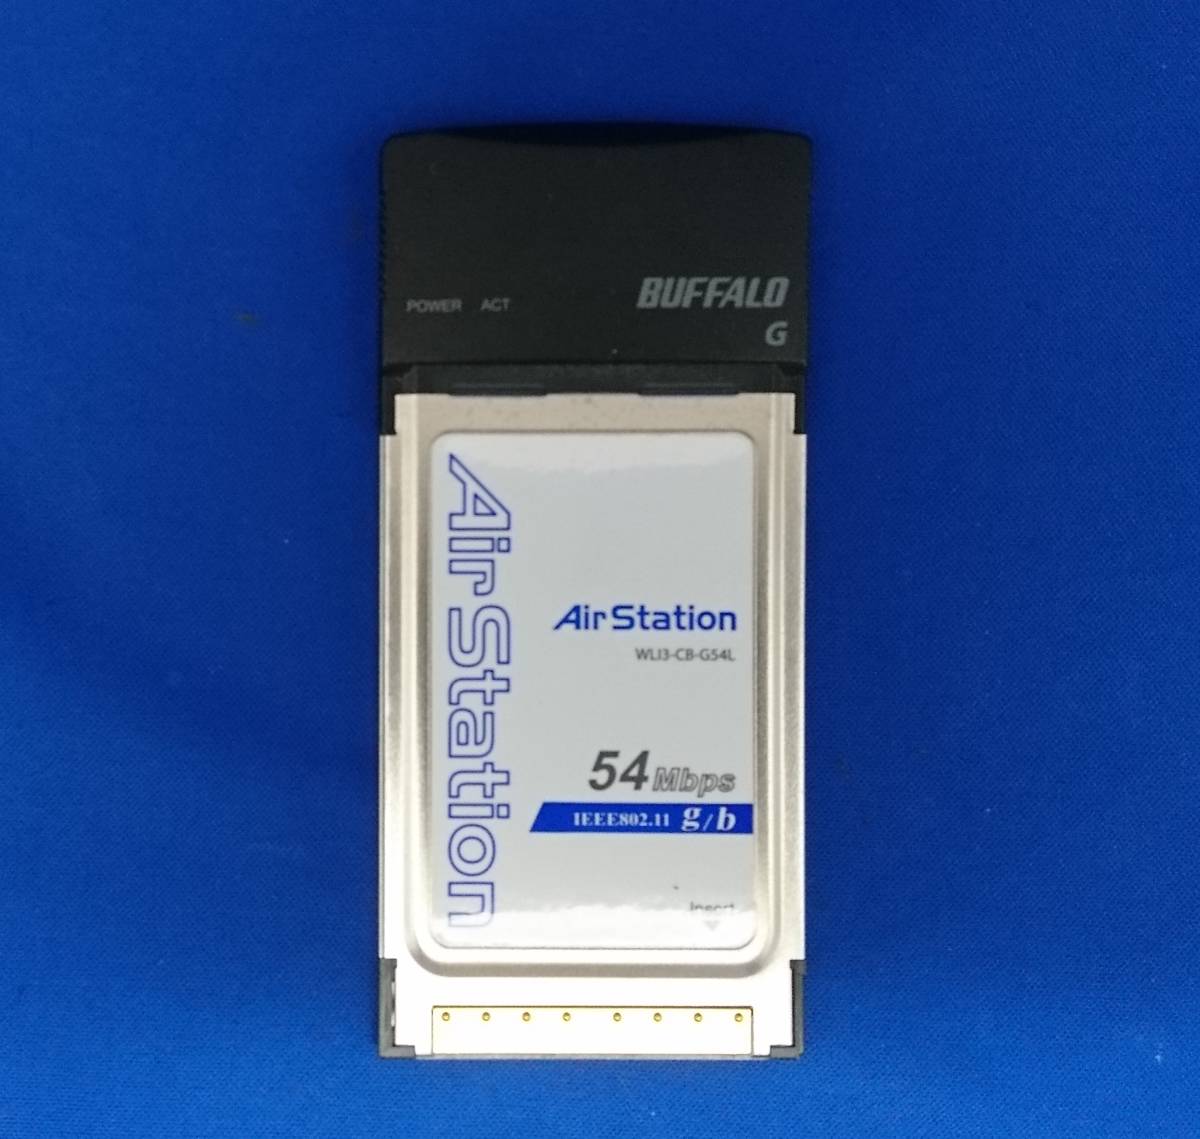 POWER ACT
BUFFALO
G
AirStation
AirStation
WLI3-CB-G54L
54 Mbps
IEEE802.11 g/b
Insert